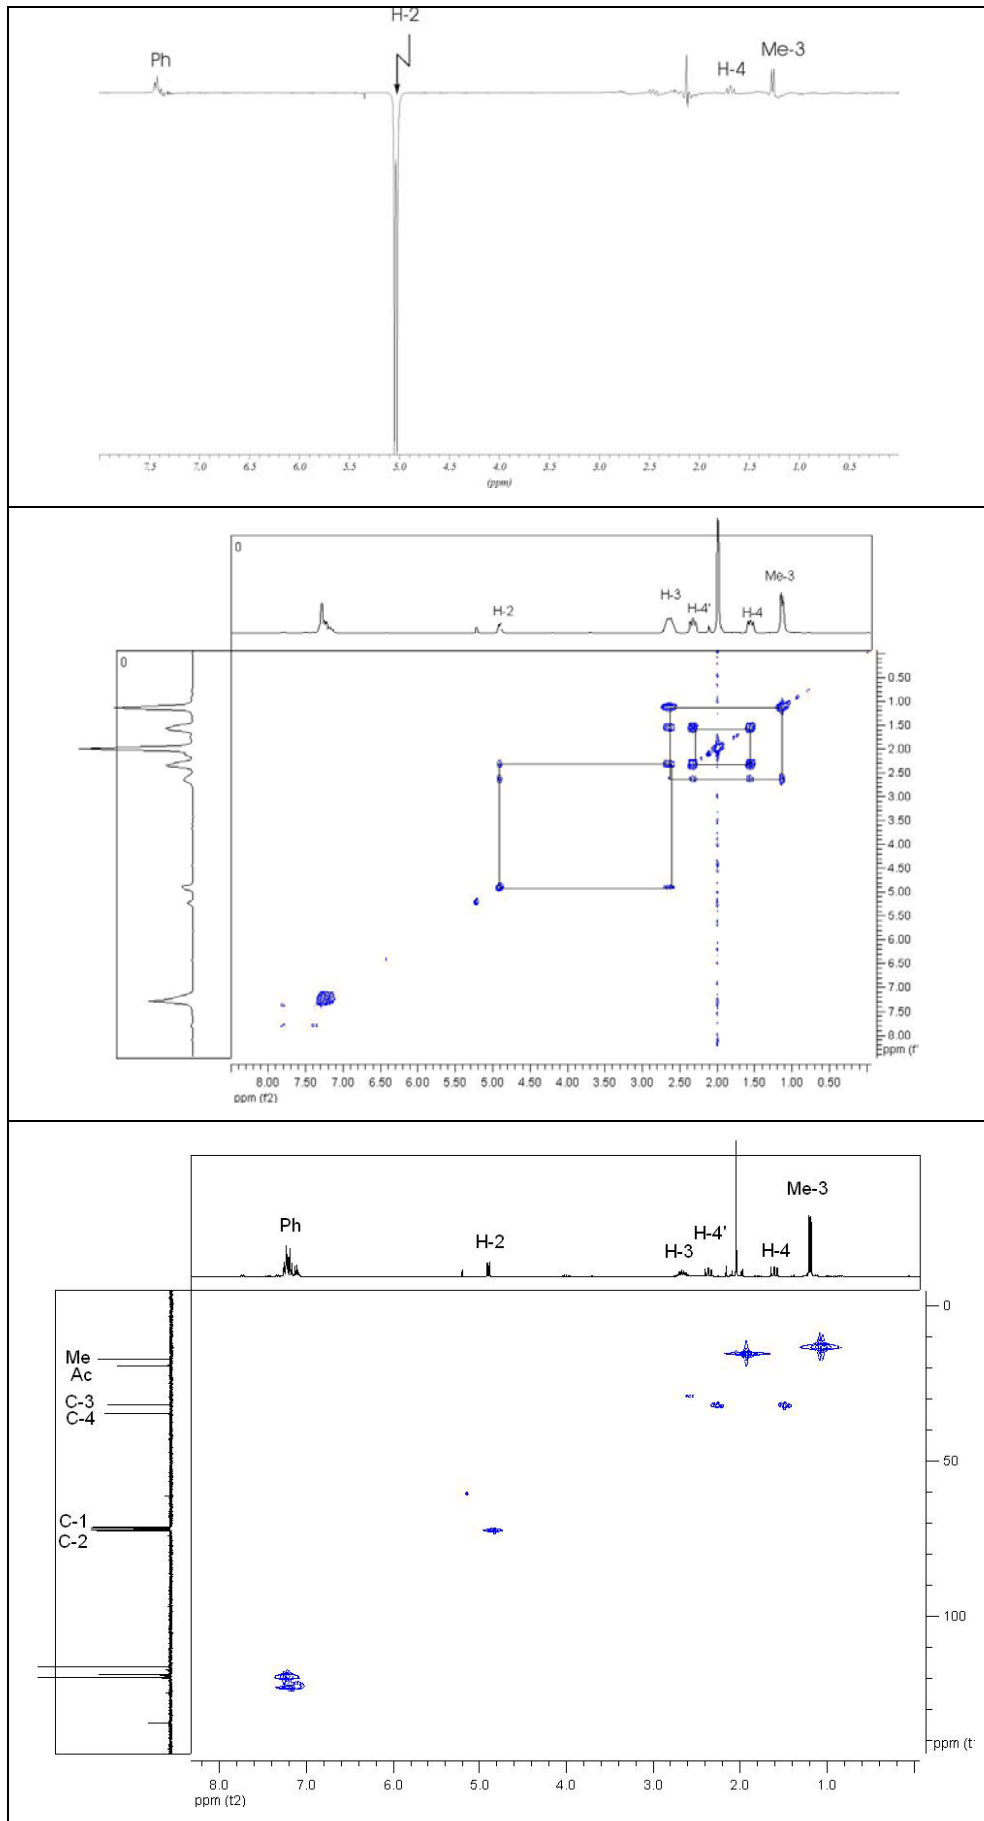 H-2
Ph
H-4
Me-3
7.5 7.0 6.5 6.0 5.5 5.0 4.5 4.0 3.5 3.0 2.5 2.0 1.5 1.0 0.5
(ppm)
0
Me-3
H-3
H-4'
H-2
H-4
0
0.50
1.00
1.50
2.00
2.50
3.00
3.50
4.00
4.50
5.00
5.50
6.00
6.50
7.00
7.50
8.00
ppm (f"
8.00 7.50 7.00 6.50 6.00 5.50 5.00 4.50 4.00 3.50 3.00 2.50 2.00 1.50 1.00 0.50
ppm (f2)
Me-3
Ph
H-4'
H-2
H-3
H-4
0
Me
Ac
C-3
C-4
50
C-1
C-2
100
ppm (t
8.0 7.0 6.0 5.0 4.0 3.0 2.0 1.0
ppm (t2)